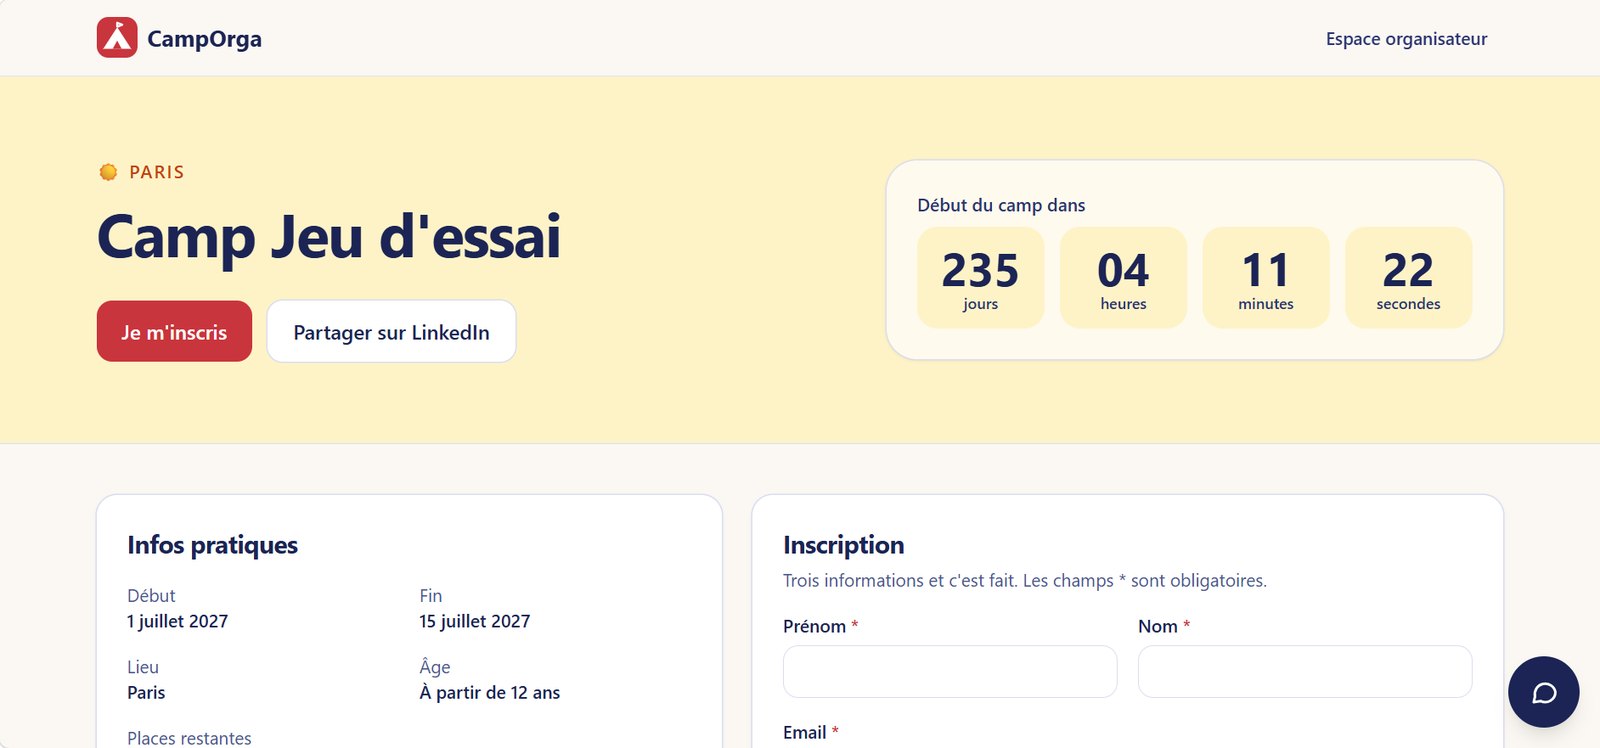 CampOrga
Espace organisateur
PARIS
Camp Jeu d'essai
Je m'inscris
Partager sur LinkedIn
Début du camp dans
235
jours
04
heures
11
minutes
22
secondes
Infos pratiques
Début
1 juillet 2027
Fin
15 juillet 2027
Lieu
Paris
Âge
À partir de 12 ans
Places restantes
Inscription
Trois informations et c'est fait. Les champs * sont obligatoires.
Prénom *
Nom *
Email *